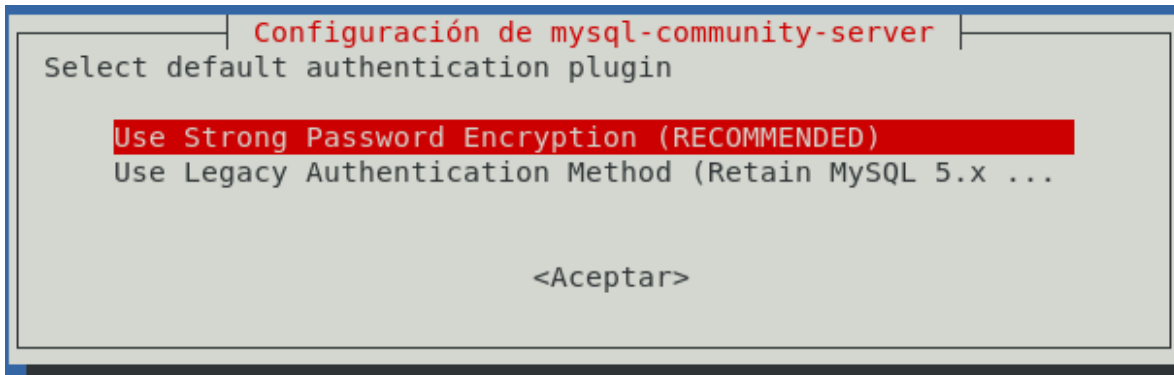 Configuración de mysql-community-server
Select default authentication plugin
Use Strong Password Encryption (RECOMMENDED)
Use Legacy Authentication Method (Retain MySQL 5.x ...
<Aceptar>